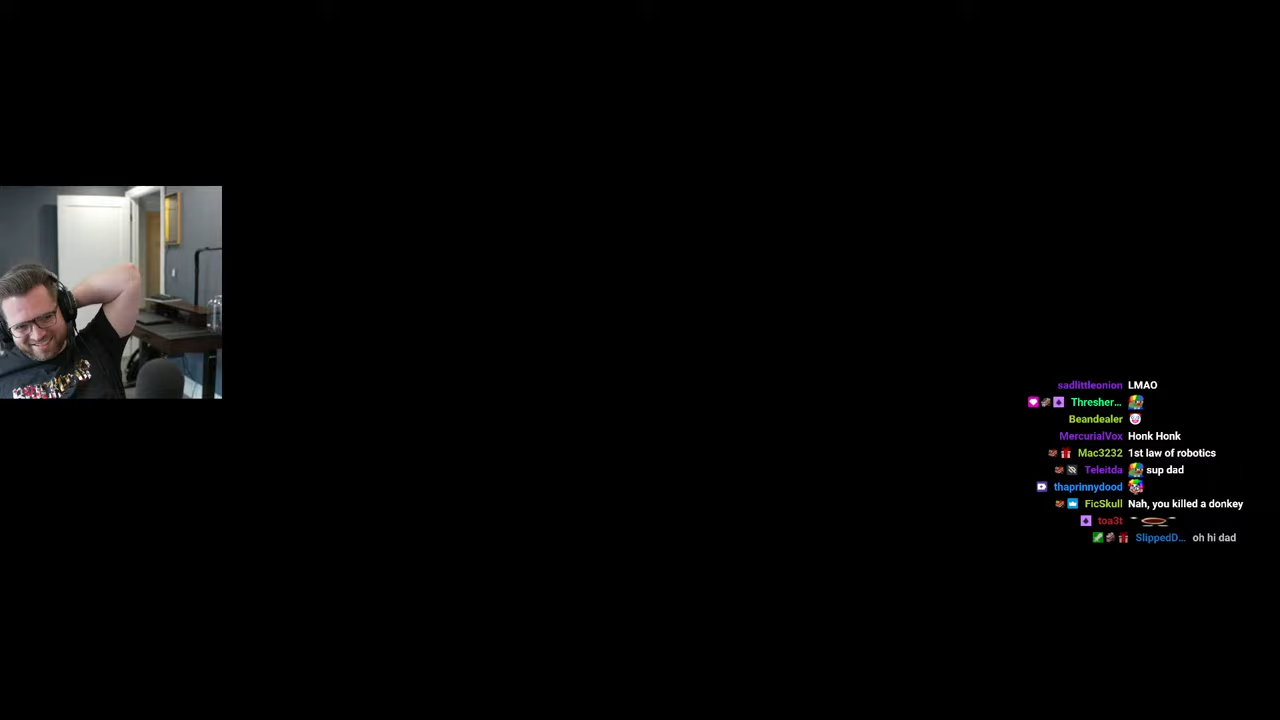 sadlittleonion LMAO
Thresher...
Beandealer
MercurialVox Honk Honk
Mac3232 1st law of robotics
Teleitda sup dad
thaprinnydood
FicSkull Nah, you killed a donkey
toa3t
SlippedD... oh hi dad